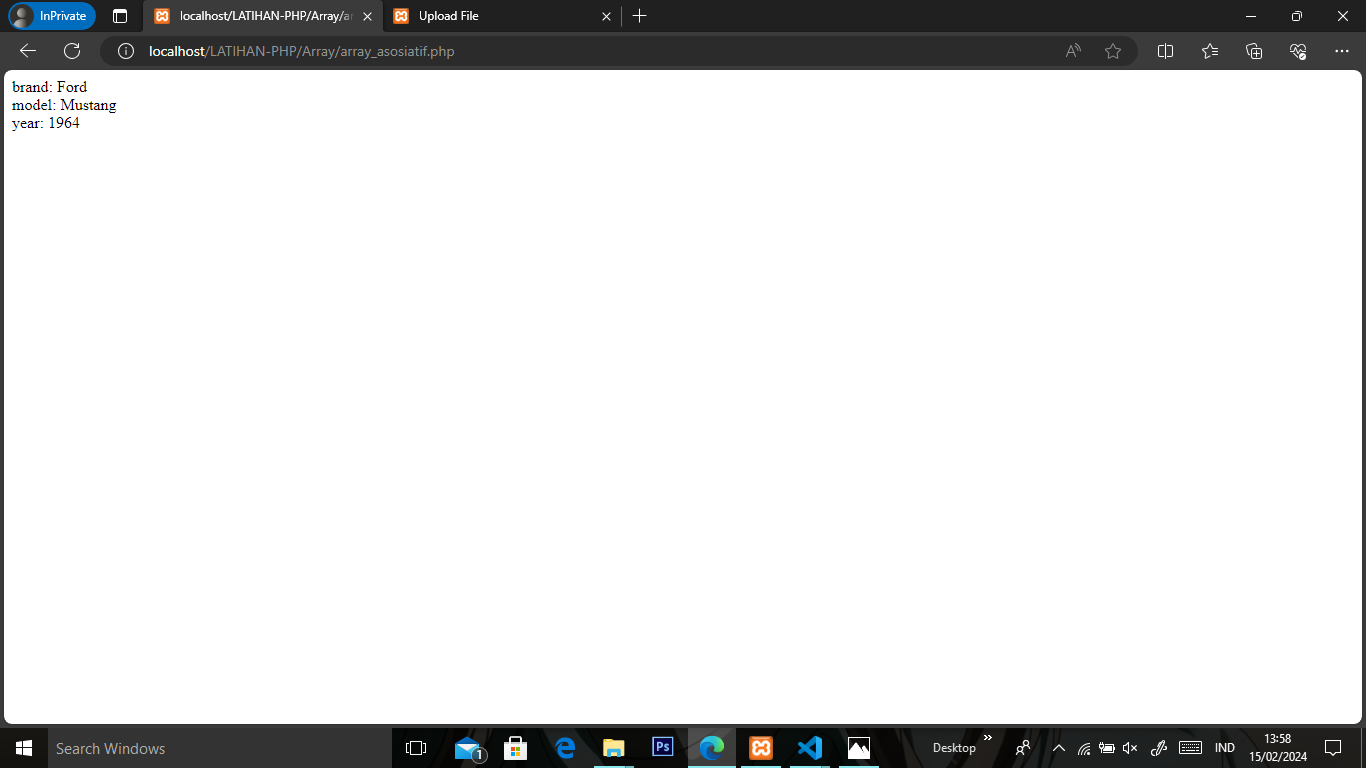 InPrivate
localhost/LATIHAN-PHP/Array/ar
Upload File
localhost/LATIHAN-PHP/Array/array_asosiatif.php
brand: Ford
model: Mustang
year: 1964
Search Windows
1
Ps
Desktop
IND
13:58
15/02/2024